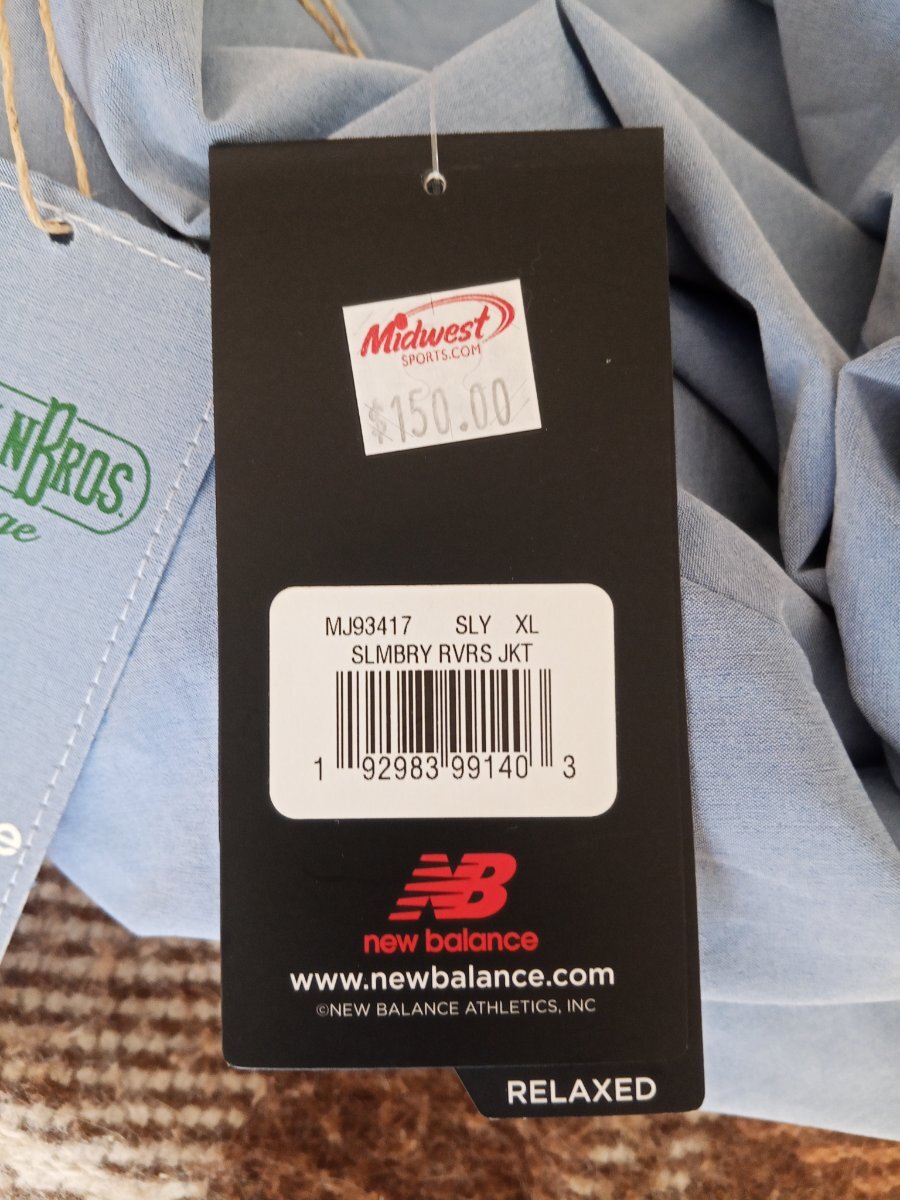 Midwest
SPORTS.COM
$150.00
NBROS.
ge
e
MJ93417 SLY XL
SLMBRY RVRS JKT
1 92983 99140 3
NB
new balance
www.newbalance.com
©NEW BALANCE ATHLETICS, INC
RELAXED